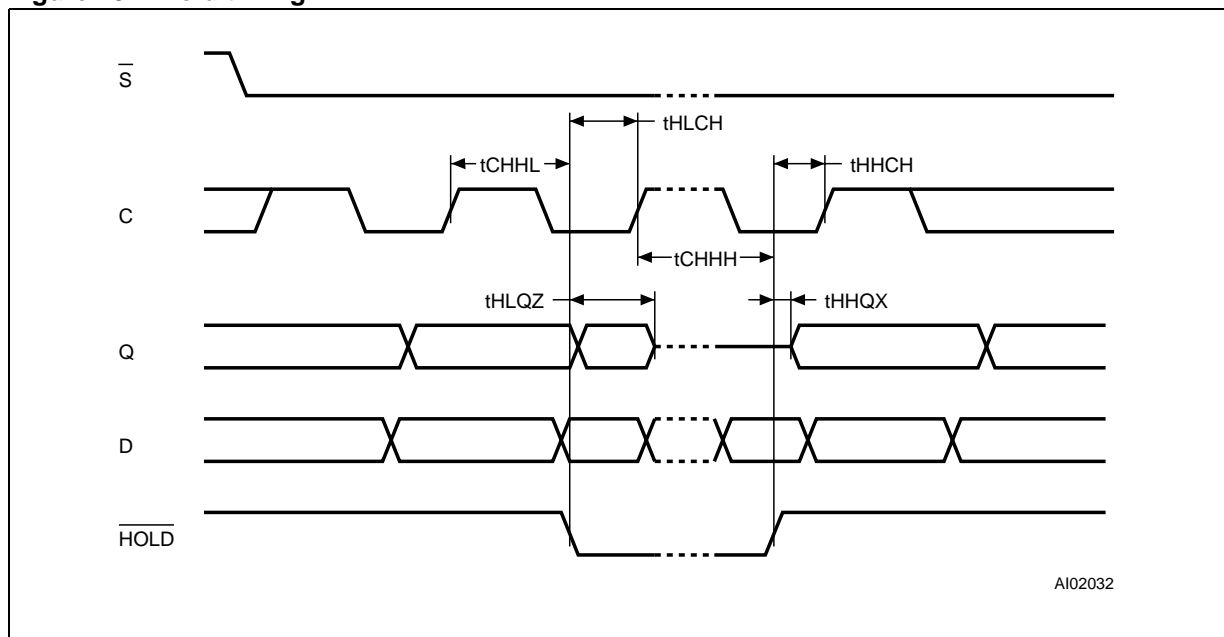 S
tHLCH
tCHHL
tHHCH
C
tCHHH
tHLQZ
tHHQX
Q
D
HOLD
AI02032